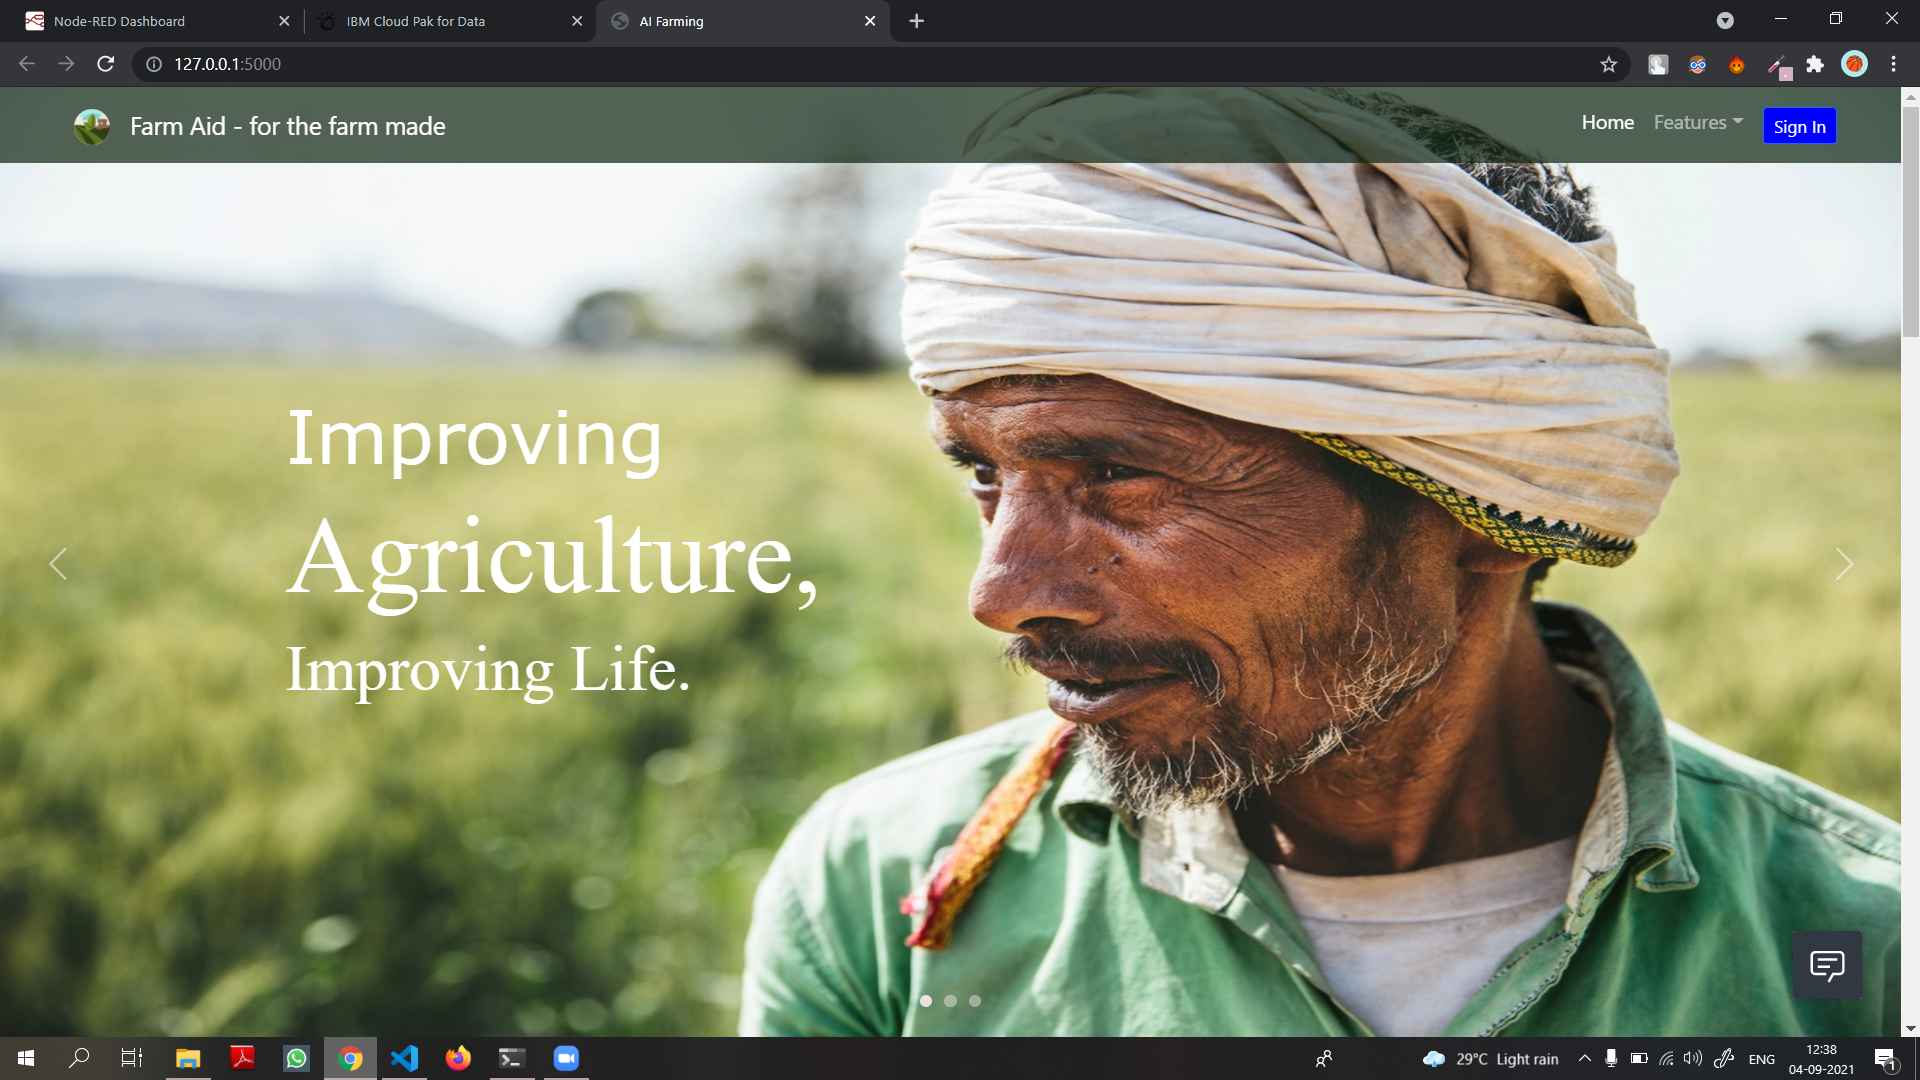 Node-RED Dashboard
IBM Cloud Pak for Data
AI Farming
127.0.0.1:5000
Farm Aid - for the farm made
Home
Features
Sign In
Improving
Agriculture,
Improving Life.
29°C Light rain
ENG
12:38
04-09-2021
1